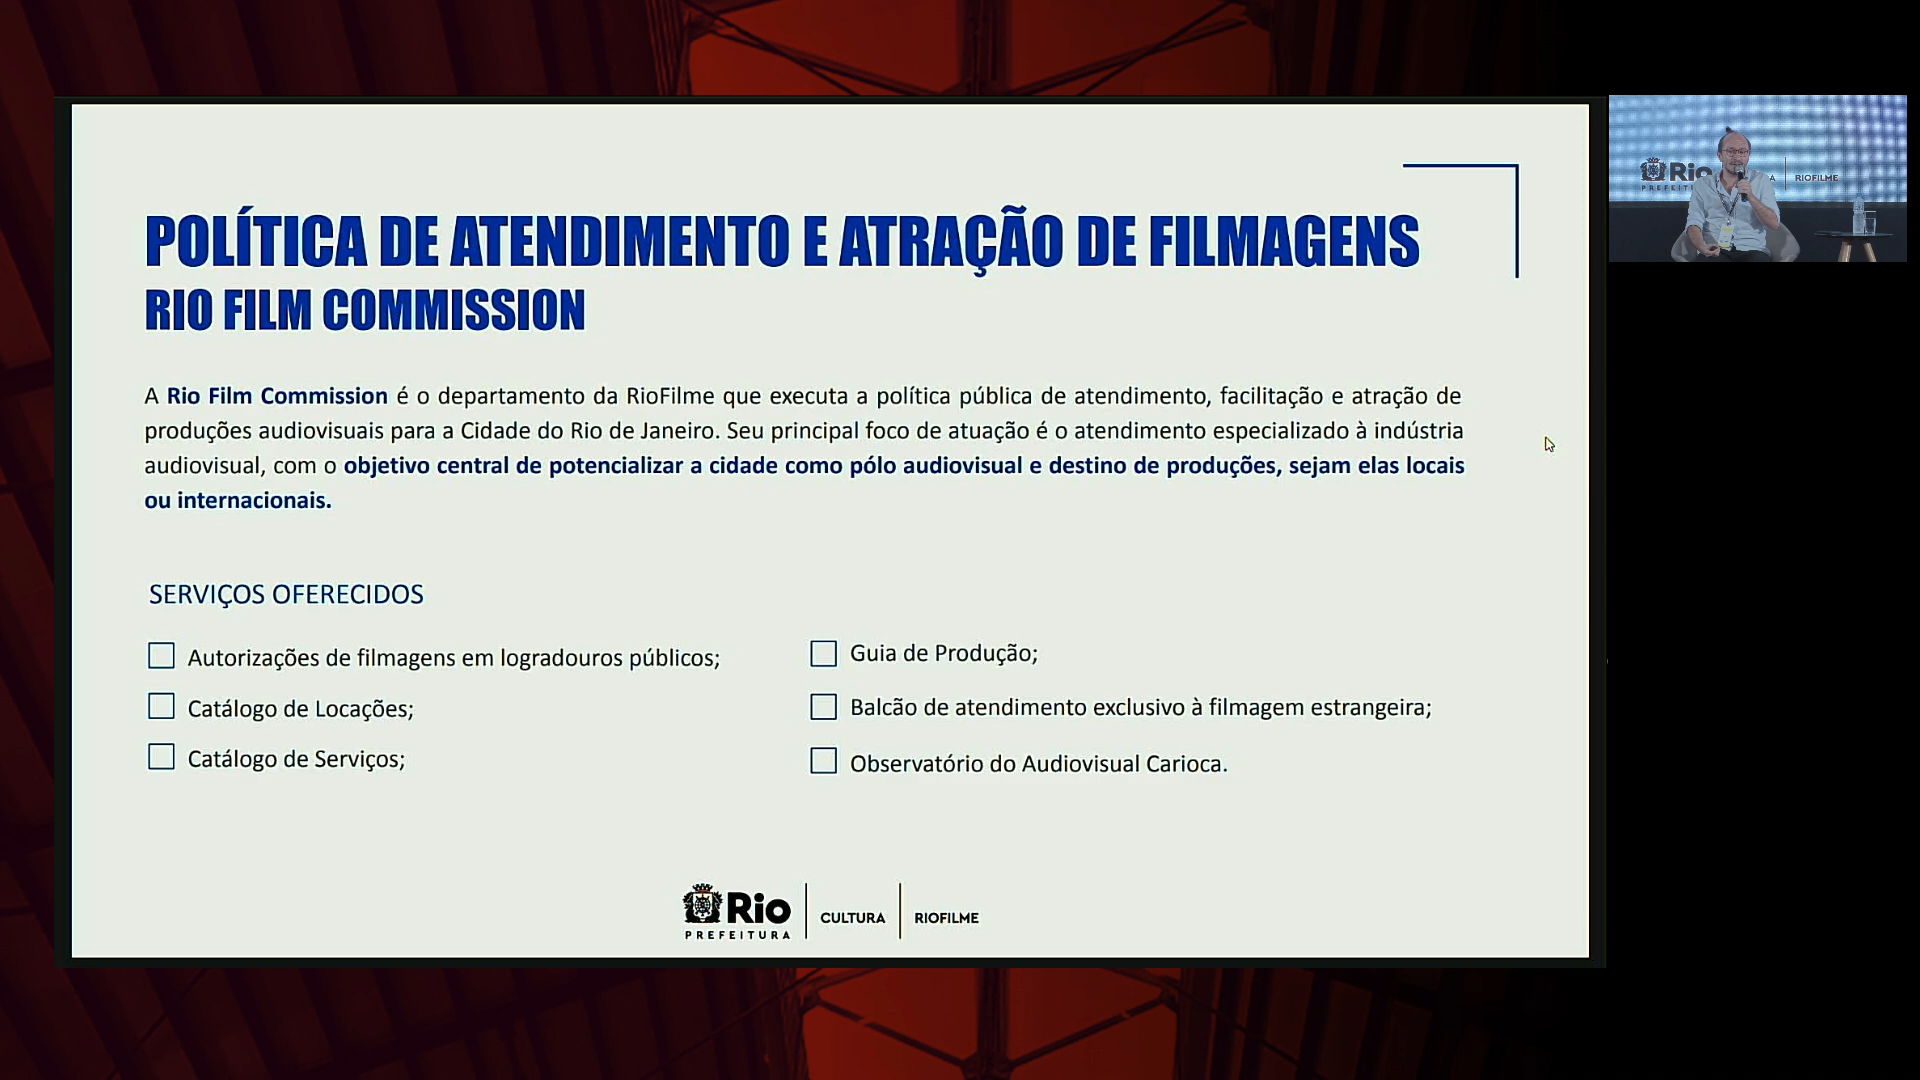 POLÍTICA DE ATENDIMENTO E ATRAÇÃO DE FILMAGENS
RIO FILM COMMISSION
A Rio Film Commission é o departamento da RioFilme que executa a política pública de atendimento, facilitação e atração de
produções audiovisuais para a Cidade do Rio de Janeiro. Seu principal foco de atuação é o atendimento especializado à indústria
audiovisual, com o objetivo central de potencializar a cidade como pólo audiovisual e destino de produções, sejam elas locais
ou internacionais.
SERVIÇOS OFERECIDOS
Autorizações de filmagens em logradouros públicos;
Catálogo de Locações;
Catálogo de Serviços;
Guia de Produção;
Balcão de atendimento exclusivo à filmagem estrangeira;
Observatório do Audiovisual Carioca.
Rio
PREFEITURA
CULTURA
RIOFILME
Rio
RIOFILME